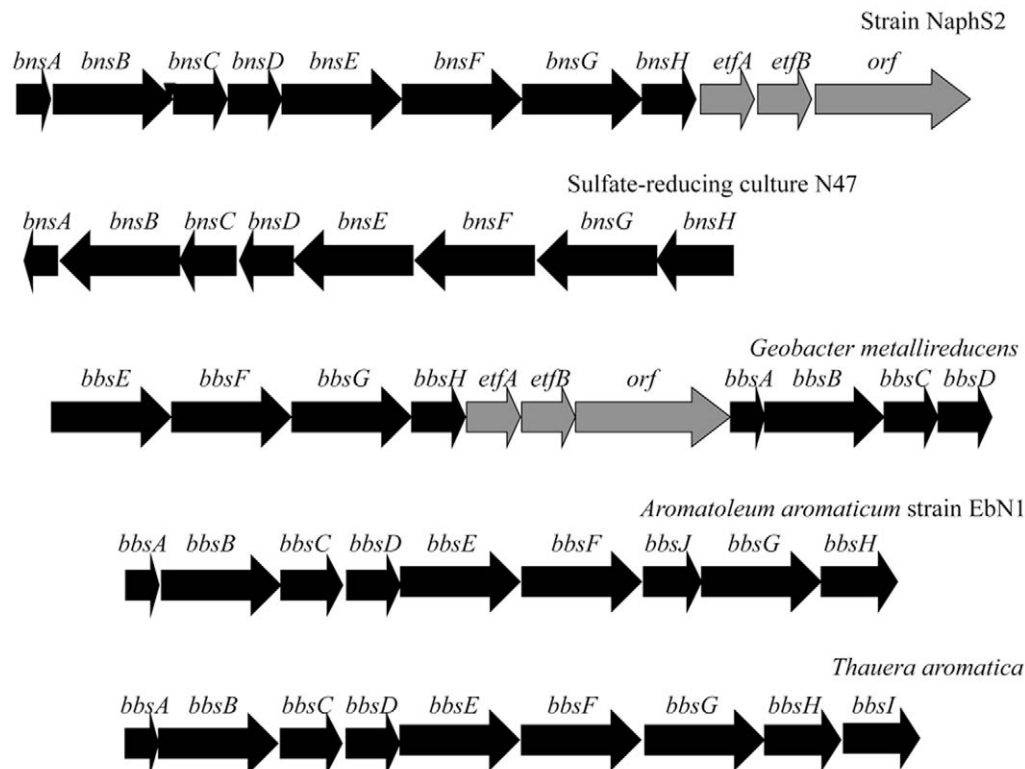 Strain NaphS2
bnsA bnsB bnsC bnsD bnsE bnsF bnsG bnsH etfA etfB orf
Sulfate-reducing culture N47
bnsA bnsB bnsC bnsD bnsE bnsF bnsG bnsH
Geobacter metallireducens
bbsE bbsF bbsG bbsH etfA etfB orf bbsA bbsB bbsC bbsD
Aromatoleum aromaticum strain EbN1
bbsA bbsB bbsC bbsD bbsE bbsF bbsJ bbsG bbsH
Thauera aromatica
bbsA bbsB bbsC bbsD bbsE bbsF bbsG bbsH bbsI